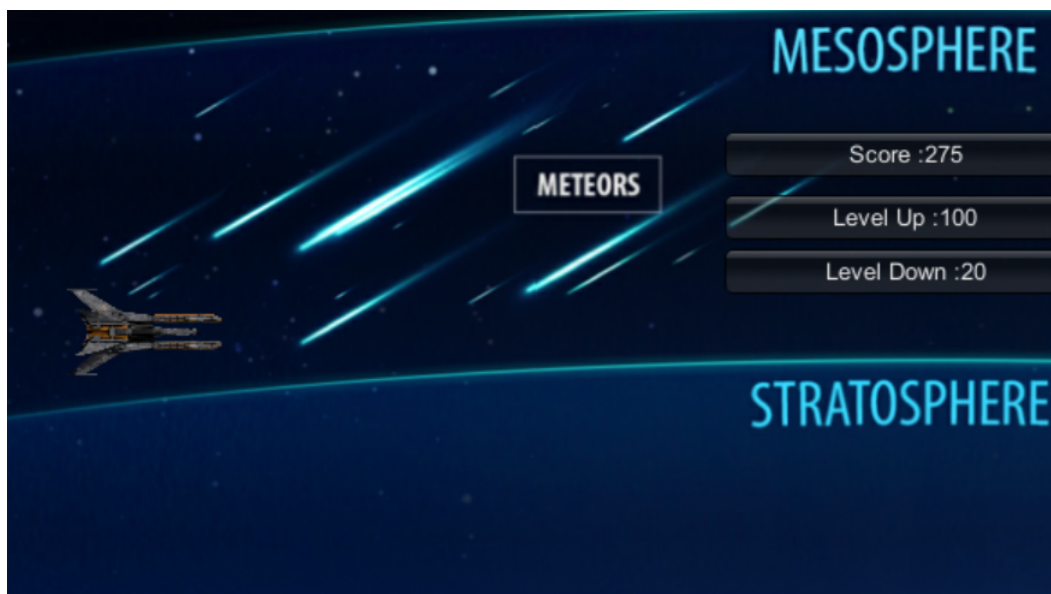 MESOSPHERE
Score :275
METEORS
Level Up :100
Level Down :20
STRATOSPHERE